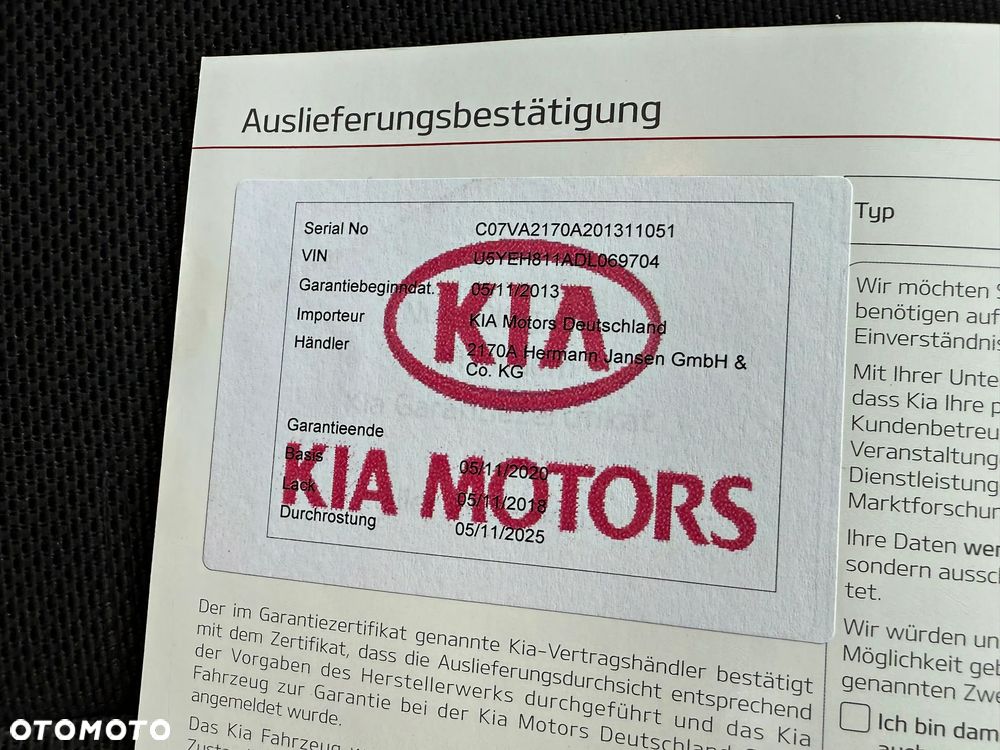 Auslieferungsbestätigung
Serial No C07VA2170A201311051
VIN U5YEH811ADL069704
Garantiebeginndat. 05/11/2013
Importeur KIA Motors Deutschland
Händler 2170A Hermann Jansen GmbH &
Co. KG
KIA
Garantieende
Basis 05/11/2020
Lack 05/11/2018
Durchrostung 05/11/2025
KIA MOTORS
Der im Garantiezertifikat genannte Kia-Vertragshändler bestätigt
mit dem Zertifikat, dass die Auslieferungsdurchsicht entsprechend
der Vorgaben des Herstellerwerks durchgeführt und das Kia
Fahrzeug zur Garantie bei der Kia Motors Deutschland
angemeldet wurde.
Das Kia Fahrzeug
Typ
Wir möchten
benötigen auf
Einverständnis
Mit Ihrer Unte
dass Kia Ihre p
Kundenbetreu
Veranstaltung
Dienstleistung
Marktforschun
Ihre Daten wer
sondern aussch
tet.
Wir würden un
Möglichkeit geb
genannten Zwe
Ich bin dam
OTOMOTO